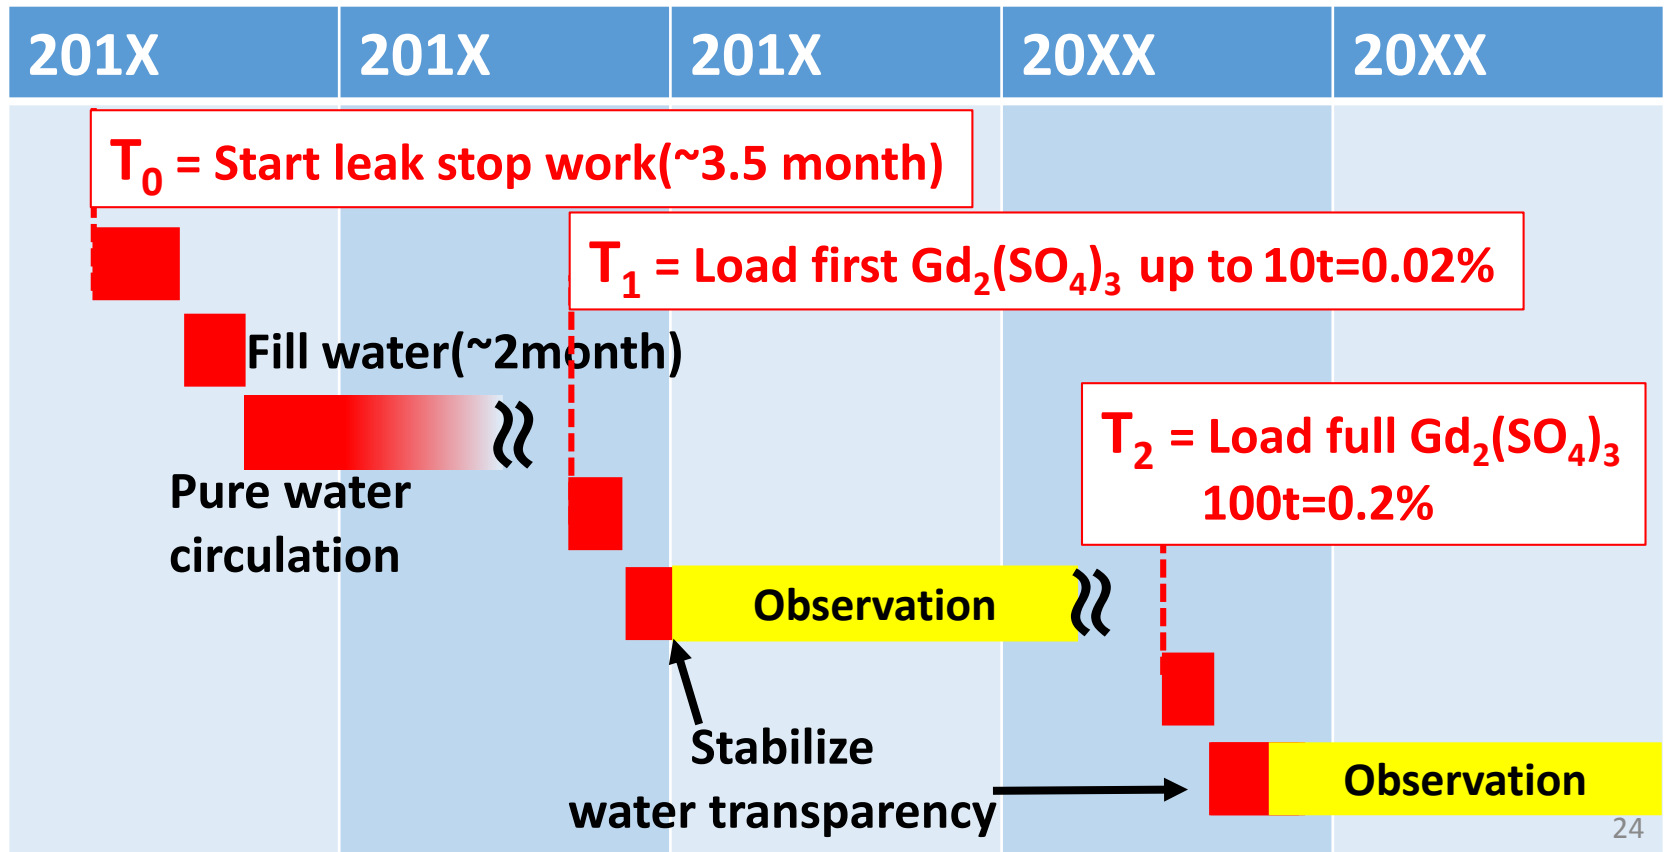 201X 201X 201X 20XX 20XX
T₀ = Start leak stop work(~3.5 month)
T₁ = Load first Gd₂(SO₄)₃ up to 10t=0.02%
Fill water(~2month)
T₂ = Load full Gd₂(SO₄)₃
100t=0.2%
Pure water
circulation
Observation
Stabilize
water transparency
Observation
24